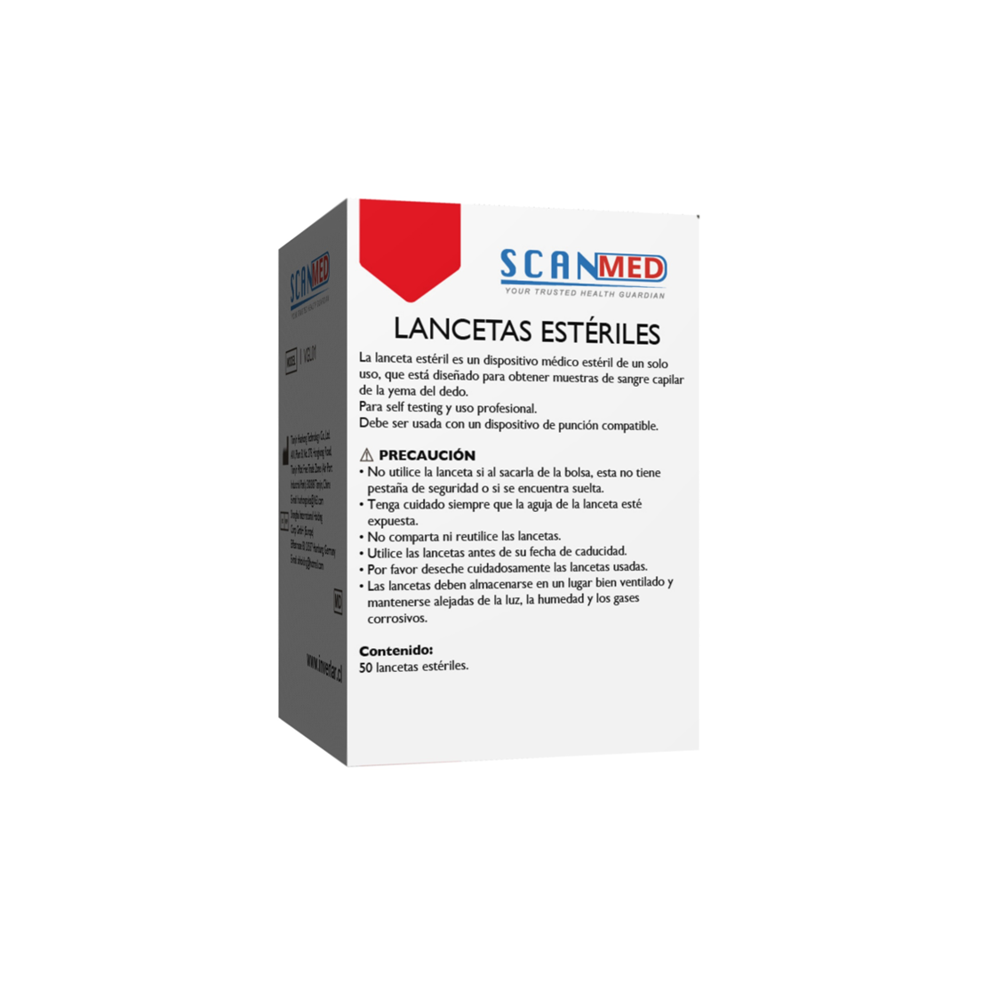 SCANMED
YOUR TRUSTED HEALTH GUARDIAN
LANCETAS ESTÉRILES
La lanceta estéril es un dispositivo médico estéril de un solo
uso, que está diseñado para obtener muestras de sangre capilar
de la yema del dedo.
Para self testing y uso profesional.
Debe ser usada con un dispositivo de punción compatible.
⚠ PRECAUCIÓN
• No utilice la lanceta si al sacarla de la bolsa, esta no tiene
pestaña de seguridad o si se encuentra suelta.
• Tenga cuidado siempre que la aguja de la lanceta esté
expuesta.
• No comparta ni reutilice las lancetas.
• Utilice las lancetas antes de su fecha de caducidad.
• Por favor deseche cuidadosamente las lancetas usadas.
• Las lancetas deben almacenarse en un lugar bien ventilado y
mantenerse alejadas de la luz, la humedad y los gases
corrosivos.
Contenido:
50 lancetas estériles.
SCANMED
MODEL | VGL01
MD